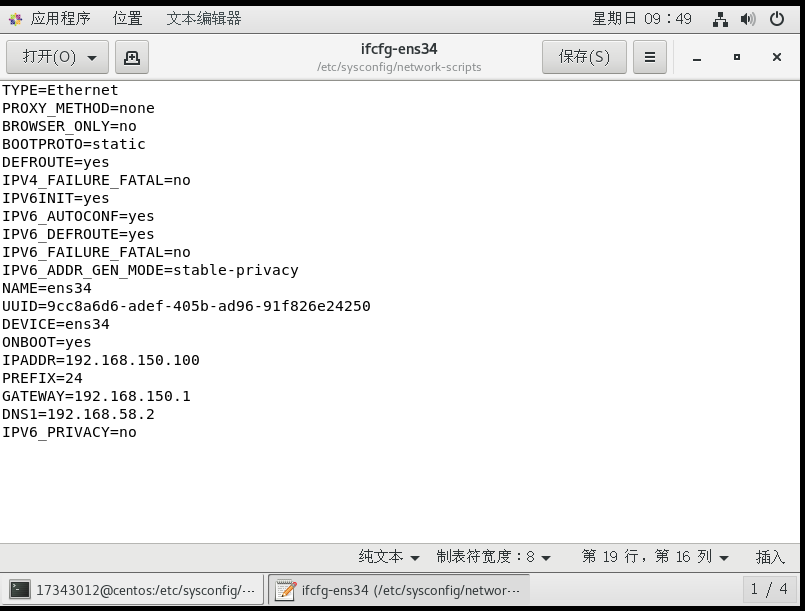 应用程序 位置 文本编辑器 星期日 09：49
打开(O) ifcfg-ens34 保存(S)
/etc/sysconfig/network-scripts
TYPE=Ethernet
PROXY_METHOD=none
BROWSER_ONLY=no
BOOTPROTO=static
DEFROUTE=yes
IPV4_FAILURE_FATAL=no
IPV6INIT=yes
IPV6_AUTOCONF=yes
IPV6_DEFROUTE=yes
IPV6_FAILURE_FATAL=no
IPV6_ADDR_GEN_MODE=stable-privacy
NAME=ens34
UUID=9cc8a6d6-adef-405b-ad96-91f826e24250
DEVICE=ens34
ONBOOT=yes
IPADDR=192.168.150.100
PREFIX=24
GATEWAY=192.168.150.1
DNS1=192.168.58.2
IPV6_PRIVACY=no
纯文本 制表符宽度：8 第 19 行，第 16 列 插入
17343012@centos:/etc/sysconfig/··· ifcfg-ens34 (/etc/sysconfig/networ··· 1 / 4